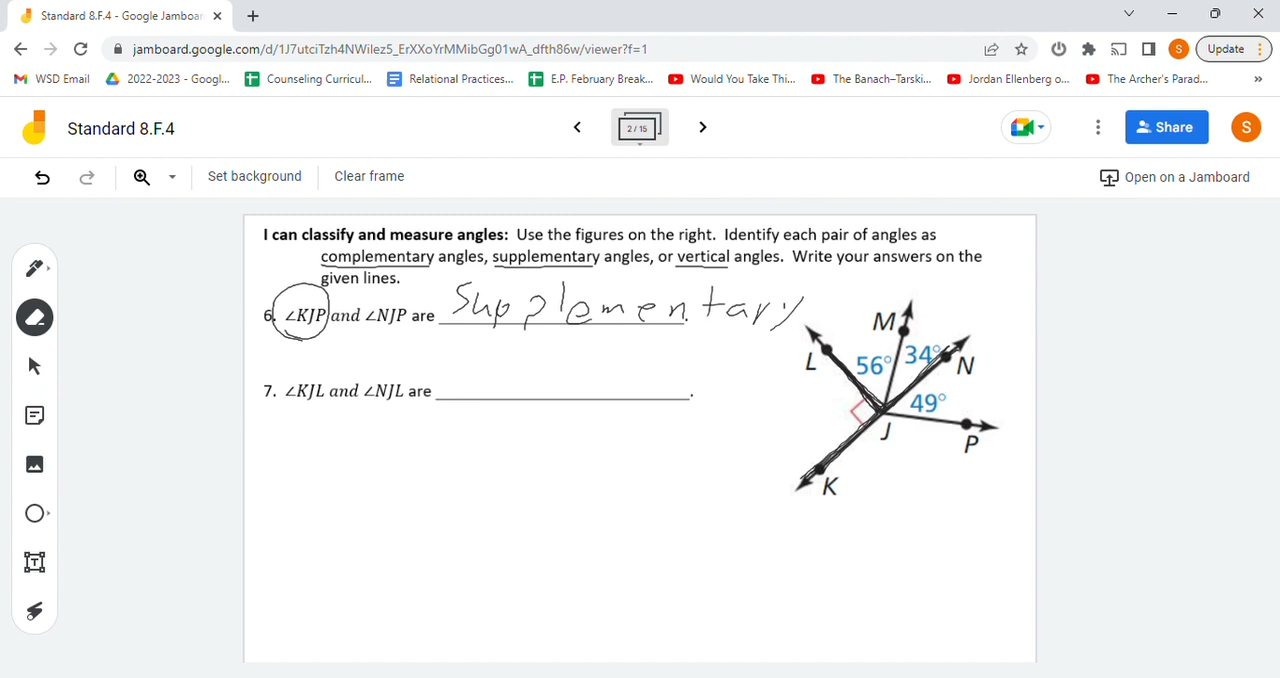 Standard 8.F.4 - Google Jamboar
jamboard.google.com/d/1J7utciTzh4NWilez5_ErXXoYrMMibGg01wA_dfth86w/viewer?f=1
Update
WSD Email
2022-2023 - Googl...
Counseling Curricul...
Relational Practices...
E.P. February Break...
Would You Take Thi...
The Banach–Tarski...
Jordan Ellenberg o...
The Archer's Parad...
»
Standard 8.F.4
2 / 15
Share
S
Set background
Clear frame
Open on a Jamboard
I can classify and measure angles: Use the figures on the right. Identify each pair of angles as
complementary angles, supplementary angles, or vertical angles. Write your answers on the
given lines.
6. ∠KJP and ∠NJP are Supplementary.
7. ∠KJL and ∠NJL are ____________.
M
L
56°
34°
N
49°
J
P
K